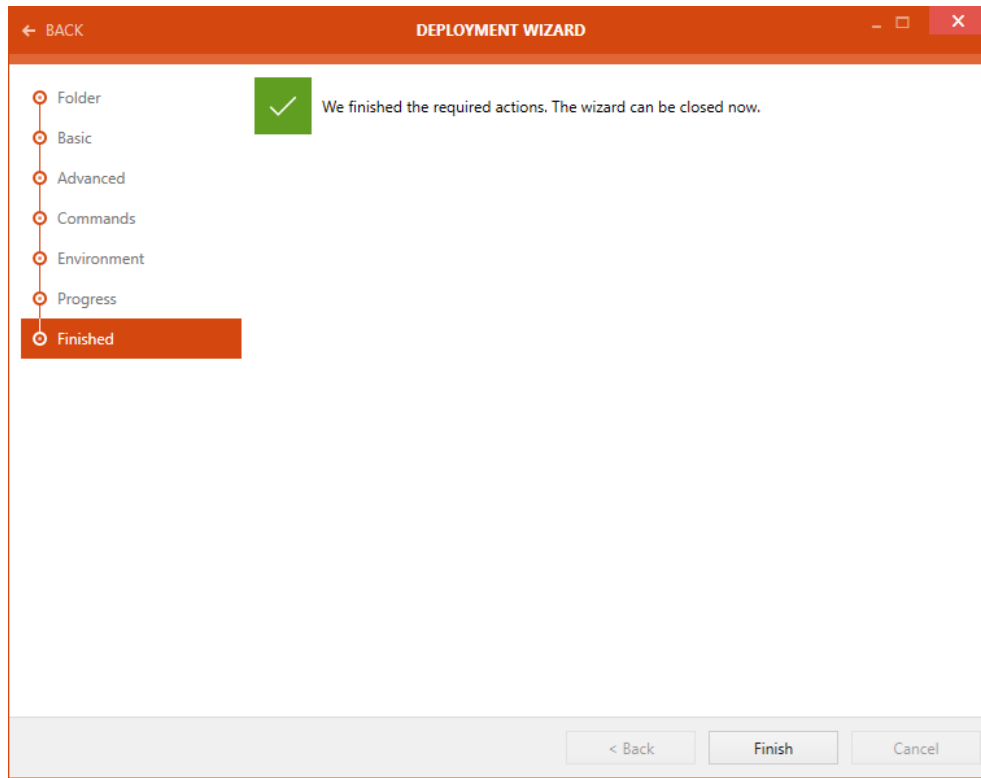 ← BACK
DEPLOYMENT WIZARD
Folder
Basic
Advanced
Commands
Environment
Progress
Finished
We finished the required actions. The wizard can be closed now.
< Back
Finish
Cancel